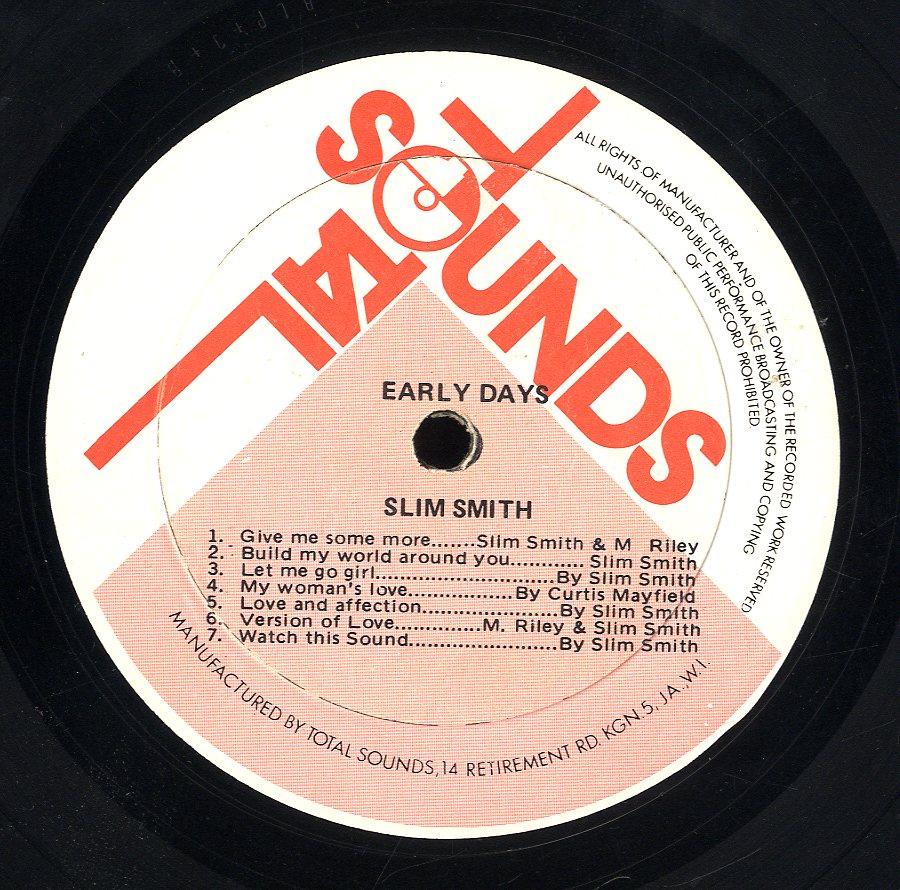 TOTAL SOUNDS
ALL RIGHTS OF MANUFACTURER AND OF THE OWNER OF THE RECORDED WORK RESERVED
UNAUTHORISED PUBLIC PERFORMANCE BROADCASTING AND COPYING
OF THIS RECORD PROHIBITED.
EARLY DAYS
SLIM SMITH
1. Give me some more.......Slim Smith & M Riley
2. Build my world around you............ Slim Smith
3. Let me go girl.............................By Slim Smith
4. My woman's love...............By Curtis Mayfield
5. Love and affection....................By Slim Smith
6. Version of Love............M. Riley & Slim Smith
7. Watch this Sound.....................By Slim Smith
MANUFACTURED BY TOTAL SOUNDS, 14 RETIREMENT RD. KGN. 5, JA., W.I.